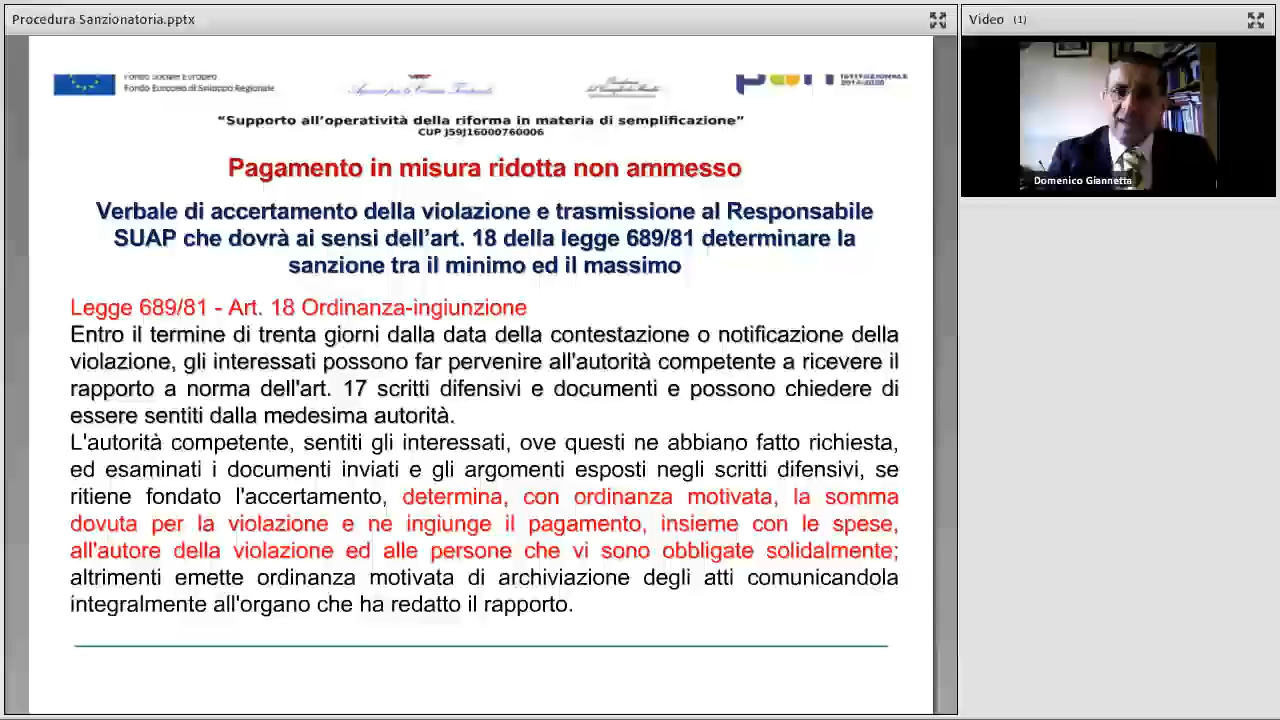 Procedura Sanzionatoria.pptx
Video (1)
Fondo Sociale Europeo
Fondo Europeo di Sviluppo Regionale
Agenzia per la Coesione Territoriale
ISTITUZIONALE
2014-2020
“Supporto all’operatività della riforma in materia di semplificazione”
CUP J59J16000760006
Pagamento in misura ridotta non ammesso
Verbale di accertamento della violazione e trasmissione al Responsabile
SUAP che dovrà ai sensi dell’art. 18 della legge 689/81 determinare la
sanzione tra il minimo ed il massimo
Legge 689/81 - Art. 18 Ordinanza-ingiunzione
Entro il termine di trenta giorni dalla data della contestazione o notificazione della
violazione, gli interessati possono far pervenire all'autorità competente a ricevere il
rapporto a norma dell'art. 17 scritti difensivi e documenti e possono chiedere di
essere sentiti dalla medesima autorità.
L'autorità competente, sentiti gli interessati, ove questi ne abbiano fatto richiesta,
ed esaminati i documenti inviati e gli argomenti esposti negli scritti difensivi, se
ritiene fondato l'accertamento, determina, con ordinanza motivata, la somma
dovuta per la violazione e ne ingiunge il pagamento, insieme con le spese,
all'autore della violazione ed alle persone che vi sono obbligate solidalmente;
altrimenti emette ordinanza motivata di archiviazione degli atti comunicandola
integralmente all'organo che ha redatto il rapporto.
Domenico Giannetta